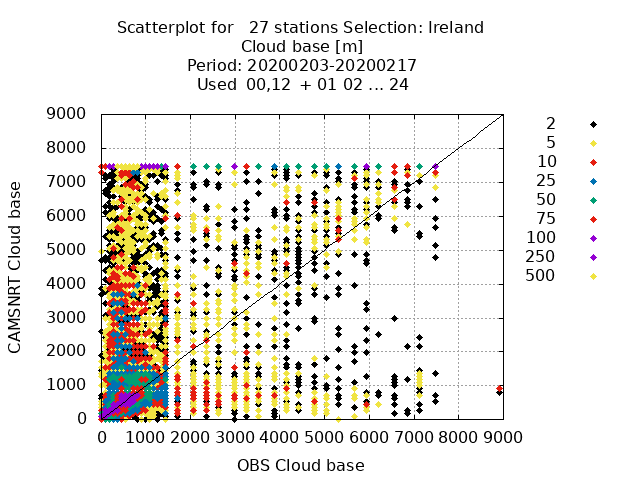 Scatterplot for   27 stations Selection: Ireland
Cloud base [m]
Period: 20200203-20200217
Used  00,12  + 01 02 ... 24
9000
8000
7000
6000
5000
4000
3000
2000
1000
0
0 1000 2000 3000 4000 5000 6000 7000 8000 9000
CAMSNRT Cloud base
OBS Cloud base
2
5
10
25
50
75
100
250
500